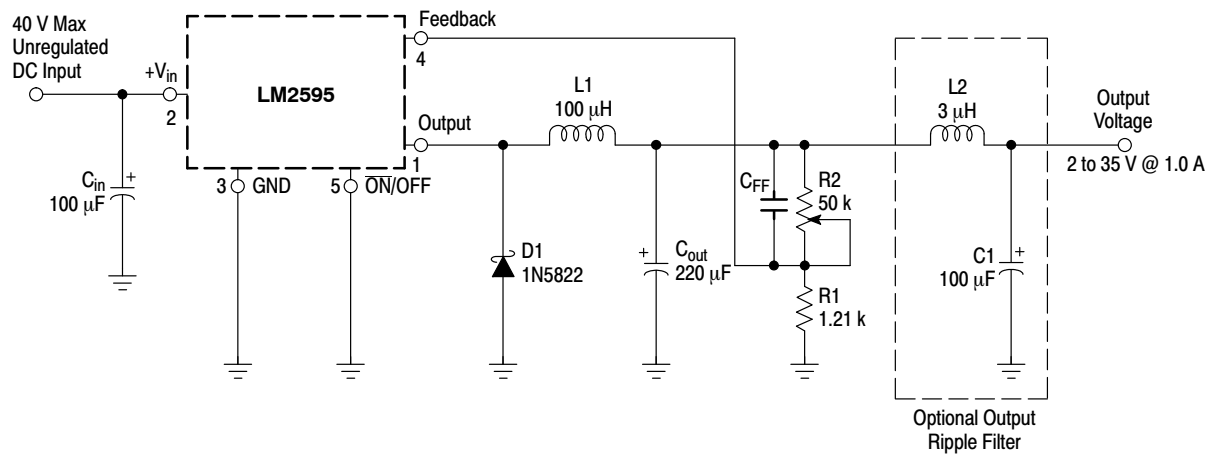 40 V Max
Unregulated
DC Input
+Vin
2
LM2595
Feedback
4
Output
1
3 GND
5 ON/OFF
Cin
100 μF
+
L1
100 μH
D1
1N5822
+
Cout
220 μF
CFF
R2
50 k
R1
1.21 k
L2
3 μH
C1
100 μF
+
Output
Voltage
2 to 35 V @ 1.0 A
Optional Output
Ripple Filter